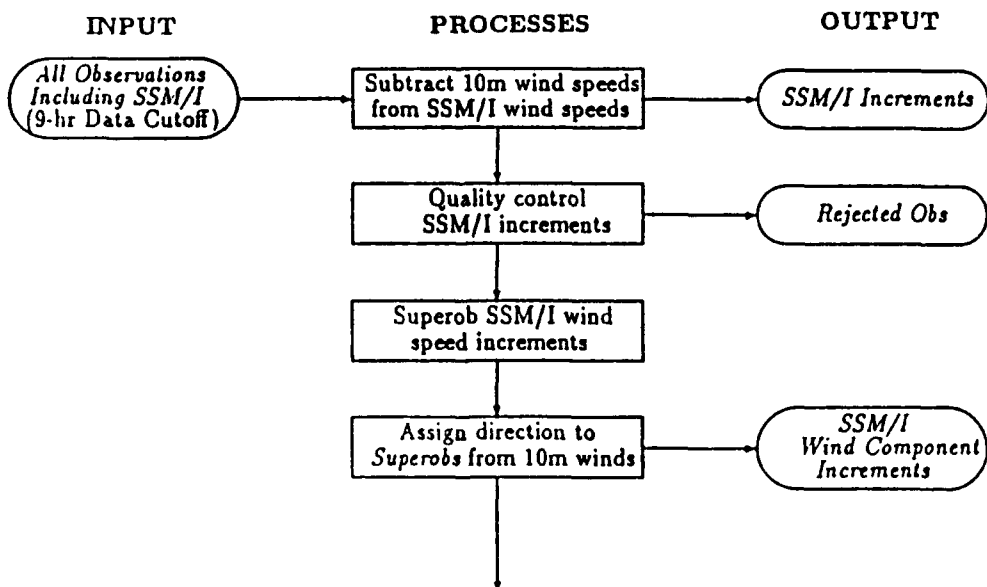 INPUT
PROCESSES
OUTPUT
All Observations
Including SSM/I
(9-hr Data Cutoff)
Subtract 10m wind speeds
from SSM/I wind speeds
SSM/I Increments
Quality control
SSM/I increments
Rejected Obs
Superob SSM/I wind
speed increments
Assign direction to
Superobs from 10m winds
SSM/I
Wind Component
Increments